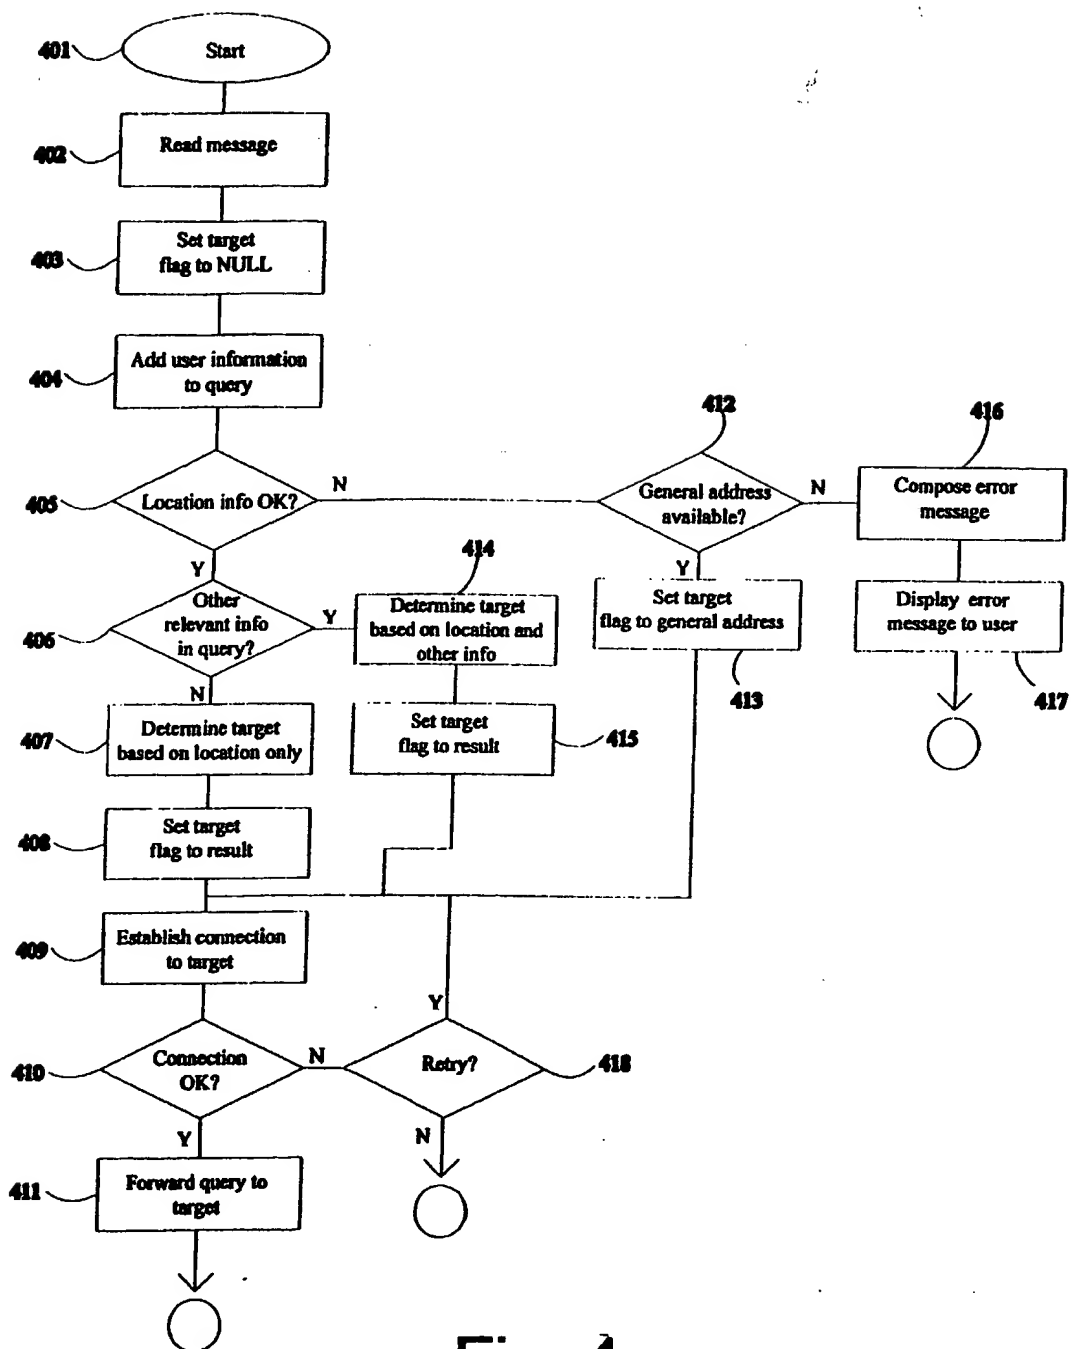 401
Start
402
Read message
403
Set target
flag to NULL
404
Add user information
to query
405
Location info OK?
N
Y
412
General address
available?
N
Y
416
Compose error
message
Display error
message to user
417
414
Determine target
based on location and
other info
Set target
flag to general address
413
406
Other
relevant info
in query?
Y
N
407
Determine target
based on location only
Set target
flag to result
415
408
Set target
flag to result
409
Establish connection
to target
410
Connection
OK?
N
Y
Y
Retry?
418
N
411
Forward query to
target